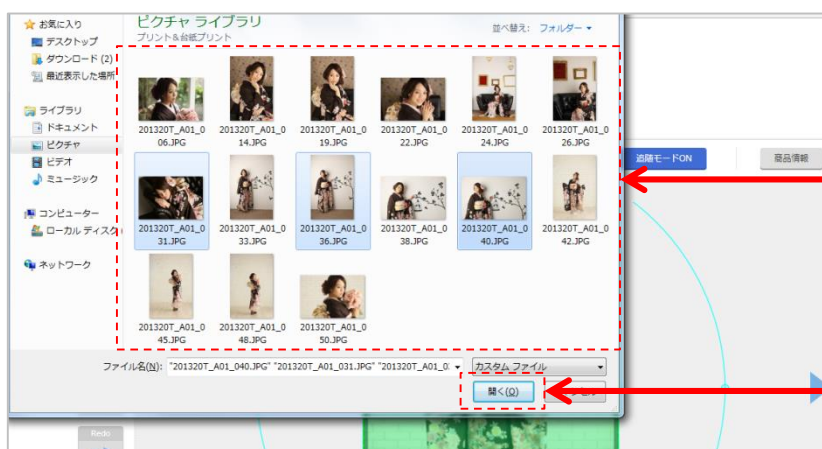 お気に入り
デスクトップ
ダウンロード (2)
最近表示した場所
ライブラリ
ドキュメント
ピクチャ
ビデオ
ミュージック
コンピューター
ローカル ディスク
ネットワーク
ピクチャ ライブラリ
プリント&台紙プリント
並べ替え: フォルダー
201320T_A01_0
06.JPG
201320T_A01_0
14.JPG
201320T_A01_0
19.JPG
201320T_A01_0
22.JPG
201320T_A01_0
24.JPG
201320T_A01_0
26.JPG
201320T_A01_0
31.JPG
201320T_A01_0
33.JPG
201320T_A01_0
36.JPG
201320T_A01_0
38.JPG
201320T_A01_0
40.JPG
201320T_A01_0
42.JPG
201320T_A01_0
45.JPG
201320T_A01_0
48.JPG
201320T_A01_0
50.JPG
ファイル名(N): "201320T_A01_040.JPG" "201320T_A01_031.JPG" "201320T_A01_0
カスタム ファイル
開く(O)
モードON
商品情報
Redo